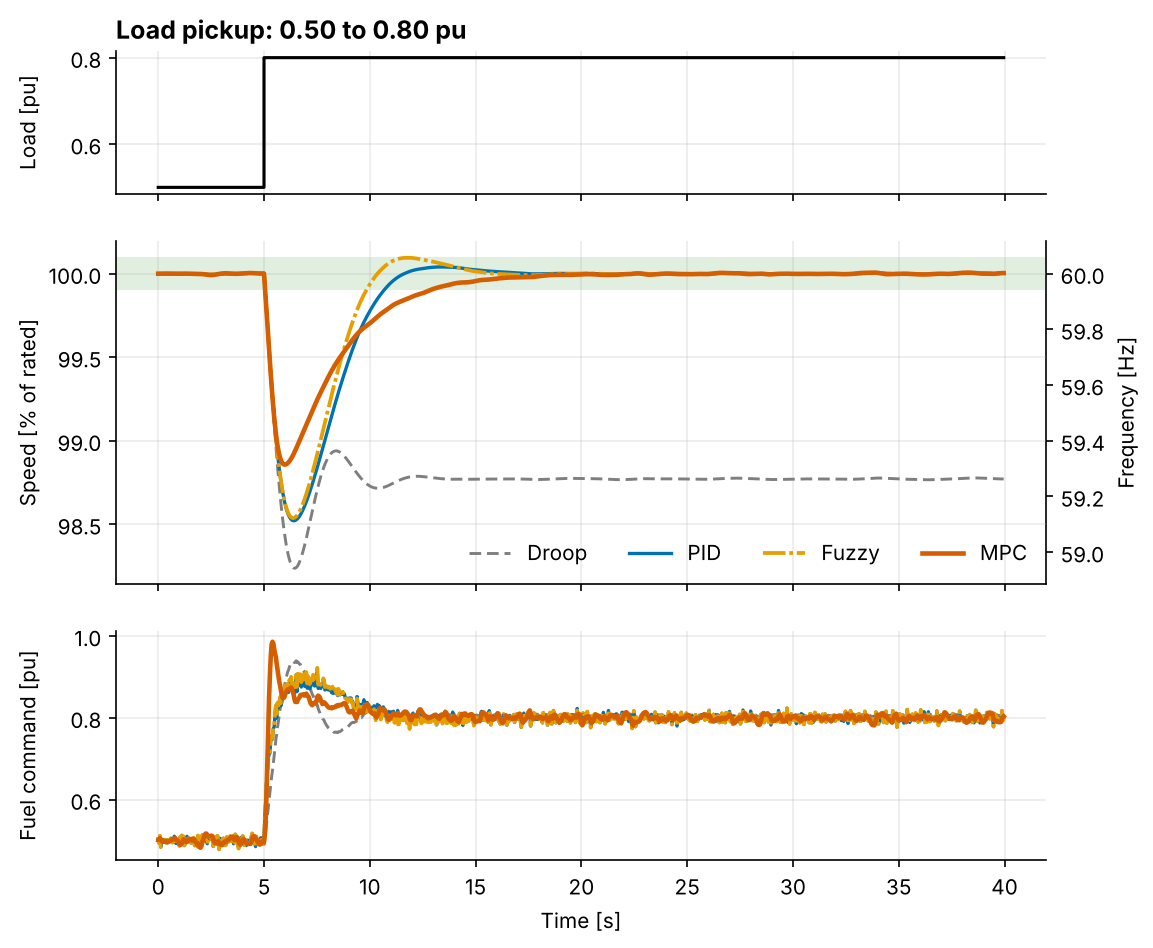 Load pickup: 0.50 to 0.80 pu
Load [pu]
0.8
0.6
Speed [% of rated]
100.0
99.5
99.0
98.5
60.0
59.8
59.6
59.4
59.2
59.0
Frequency [Hz]
Droop PID Fuzzy MPC
Fuel command [pu]
1.0
0.8
0.6
0 5 10 15 20 25 30 35 40
Time [s]